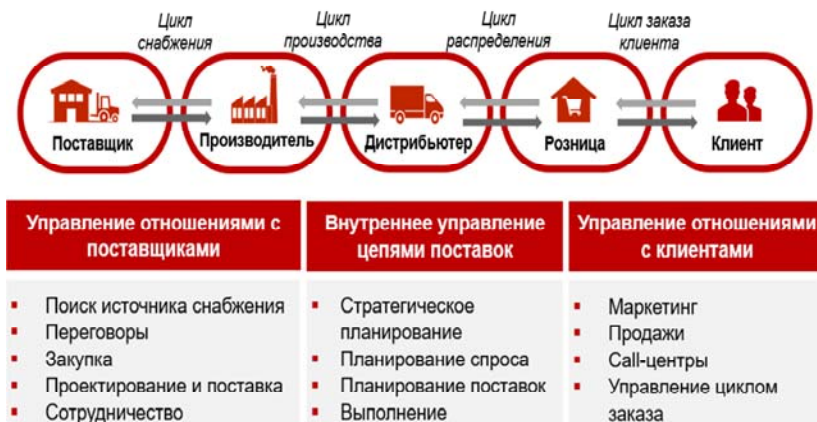 Цикл снабжения
Цикл производства
Цикл распределения
Цикл заказа клиента
Поставщик
Производитель
Дистрибьютер
Розница
Клиент
Управление отношениями с
поставщиками
Поиск источника снабжения
Переговоры
Закупка
Проектирование и поставка
Сотрудничество
Внутреннее управление
цепями поставок
Стратегическое
планирование
Планирование спроса
Планирование поставок
Выполнение
Управление отношениями
с клиентами
Маркетинг
Продажи
Call-центры
Управление циклом
заказа